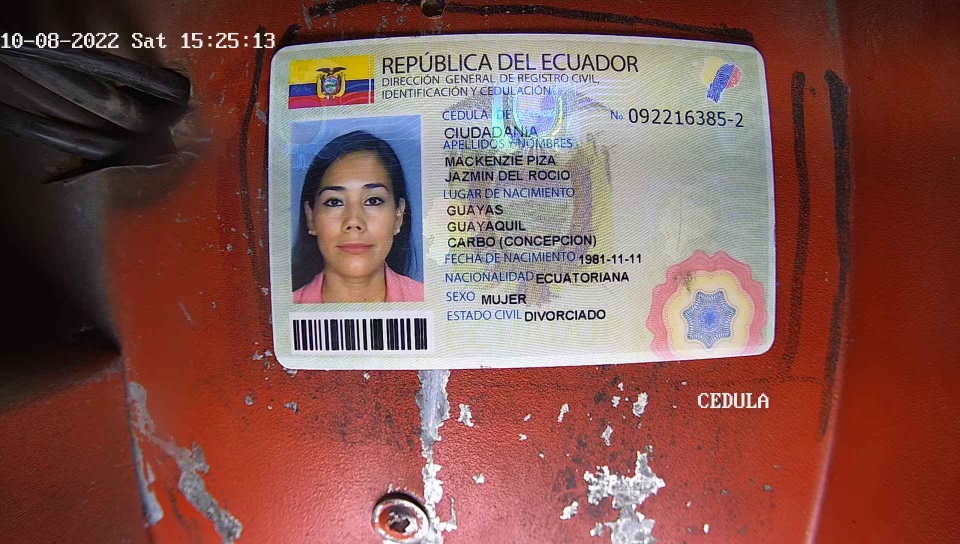 10-08-2022 Sat 15:25:13
REPÚBLICA DEL ECUADOR
DIRECCIÓN GENERAL DE REGISTRO CIVIL,
IDENTIFICACIÓN Y CEDULACIÓN
CÉDULA DE No. 092216385-2
CIUDADANÍA
APELLIDOS Y NOMBRES
MACKENZIE PIZA
JAZMIN DEL ROCIO
LUGAR DE NACIMIENTO
GUAYAS
GUAYAQUIL
CARBO (CONCEPCION)
FECHA DE NACIMIENTO 1981-11-11
NACIONALIDAD ECUATORIANA
SEXO MUJER
ESTADO CIVIL DIVORCIADO
CEDULA